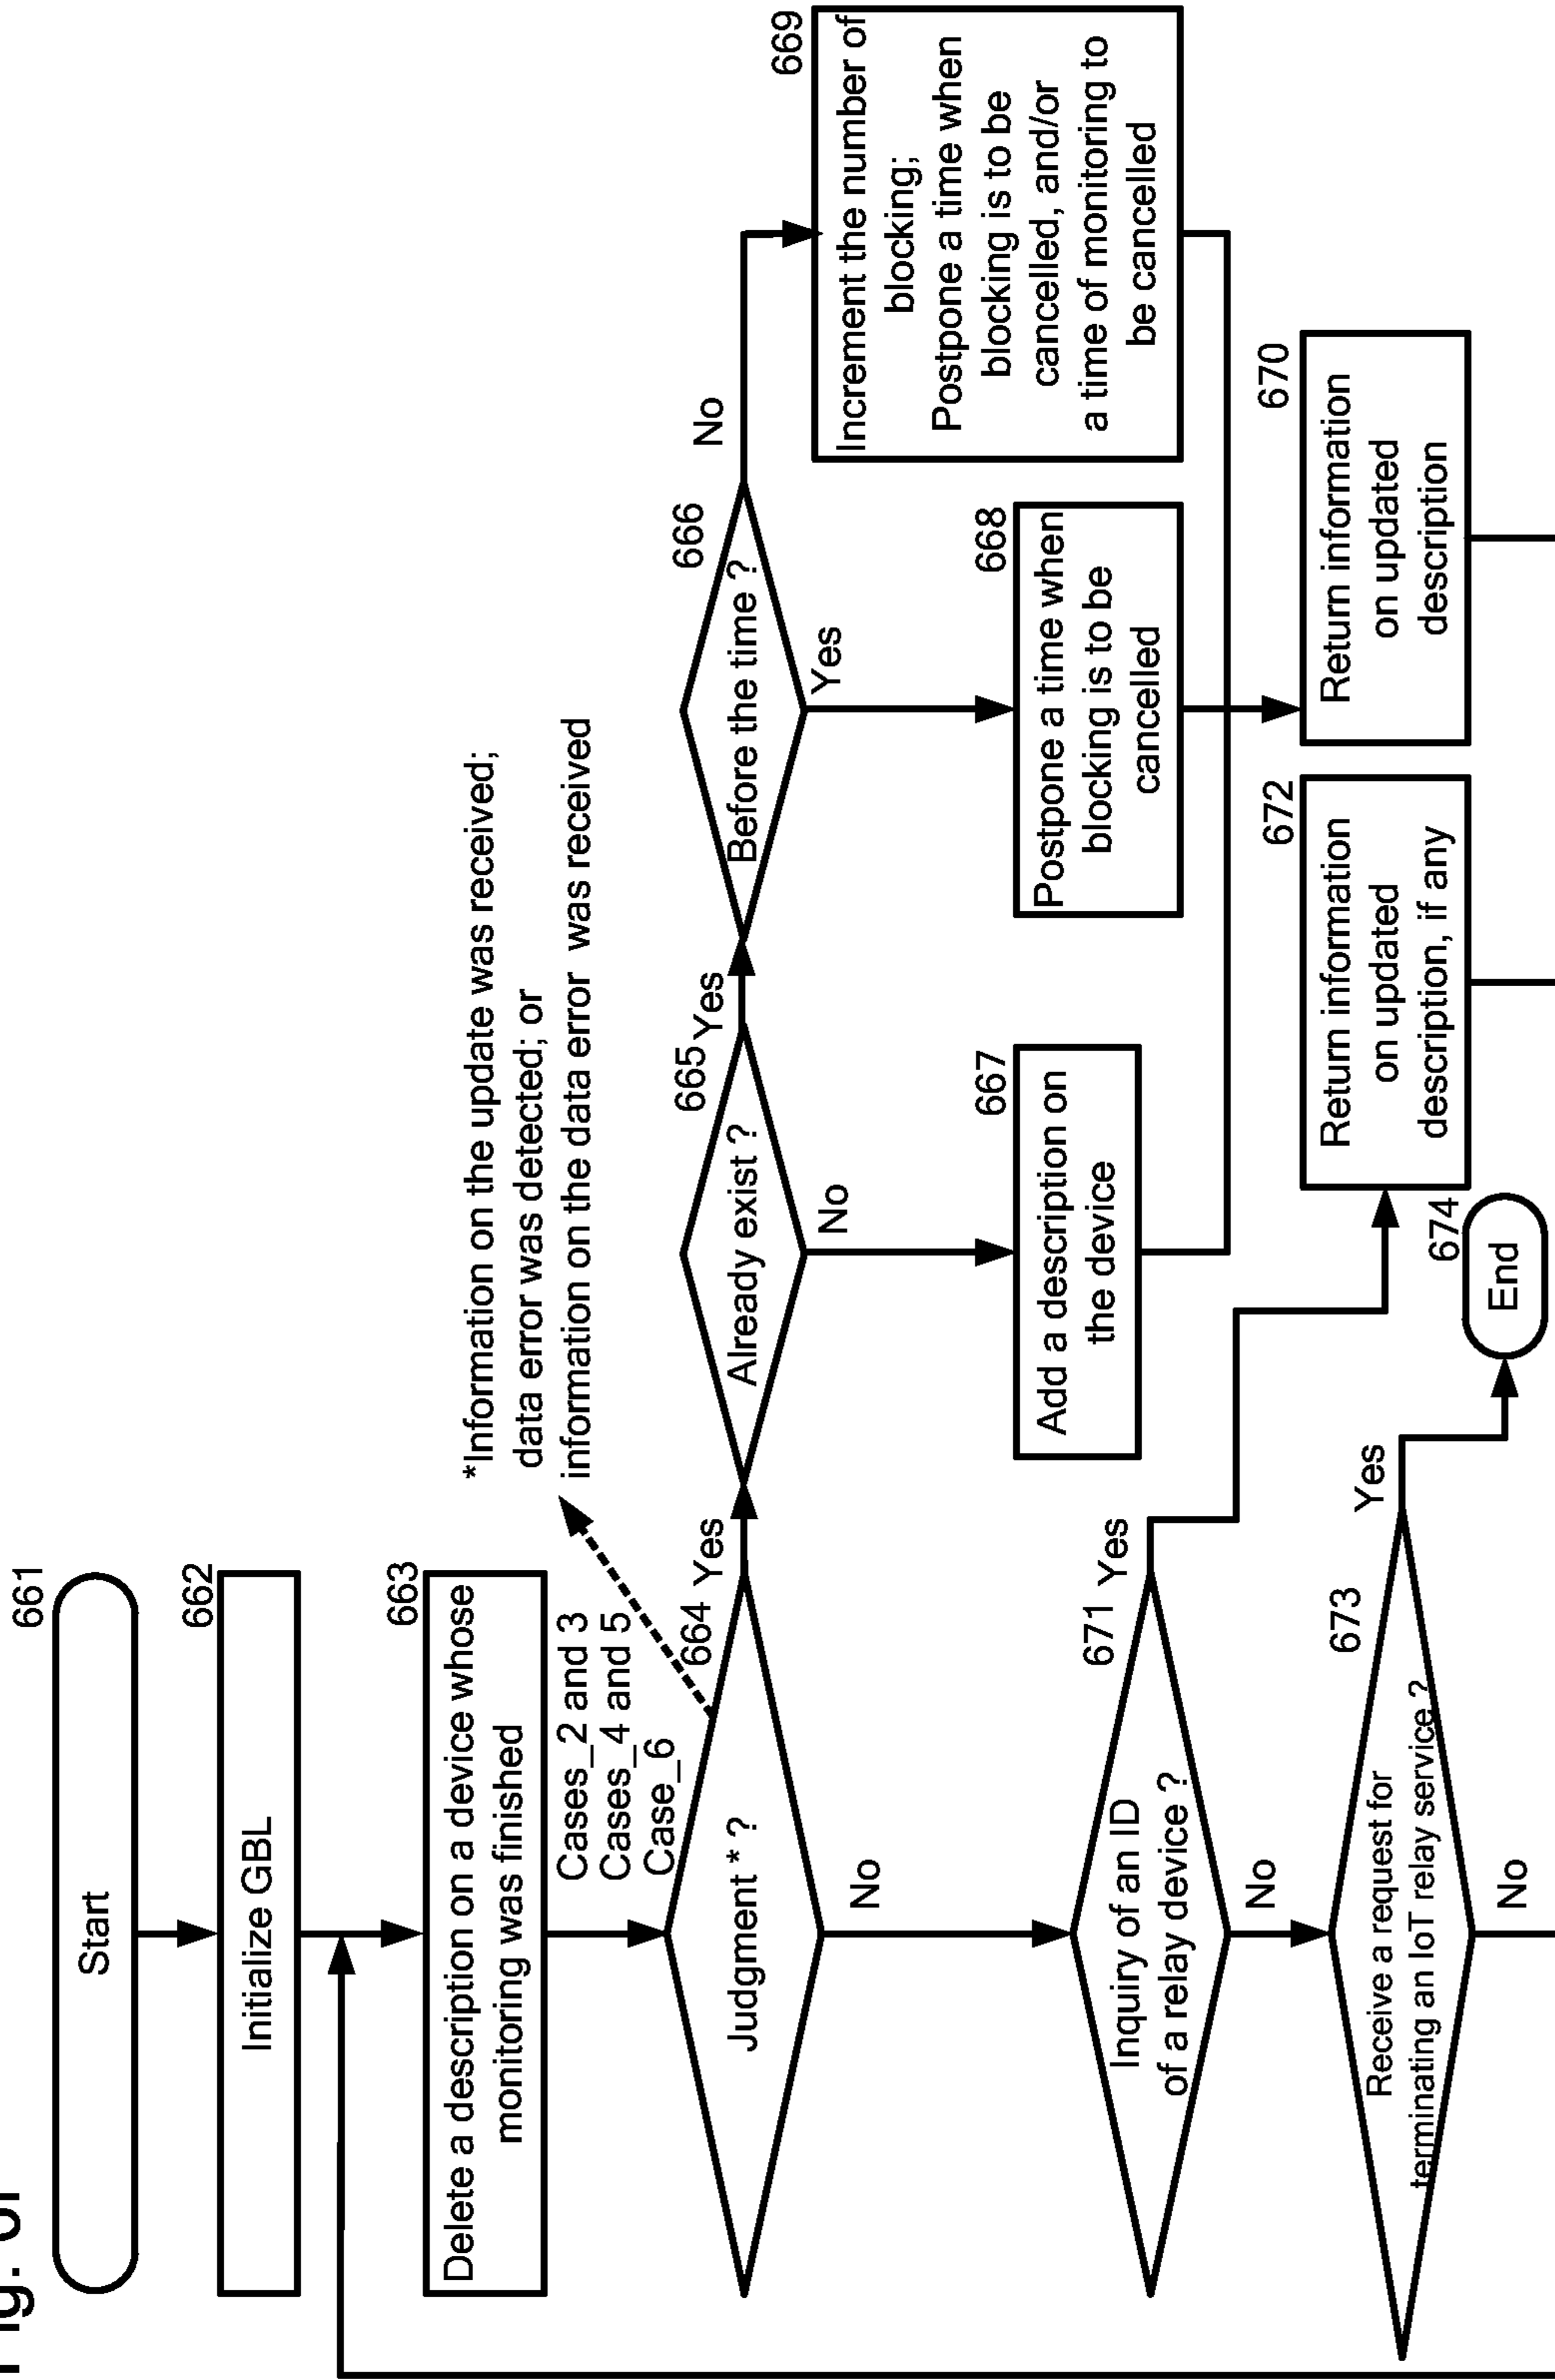 661
Start
662
Initialize GBL
663
Delete a description on a device whose
monitoring was finished
Cases_2 and 3
Cases_4 and 5
Case_6
*Information on the update was received;
data error was detected; or
information on the data error was received
664
Judgment * ?
Yes
No
665
Already exist ?
Yes
No
666
Before the time ?
No
Yes
667
Add a description on
the device
668
Postpone a time when
blocking is to be
cancelled
669
Increment the number of
blocking;
Postpone a time when
blocking is to be
cancelled, and/or
a time of monitoring to
be cancelled
670
Return information
on updated
description
671
Inquiry of an ID
of a relay device ?
Yes
No
672
Return information
on updated
description, if any
673
Receive a request for
terminating an IoT relay service ?
Yes
No
674
End